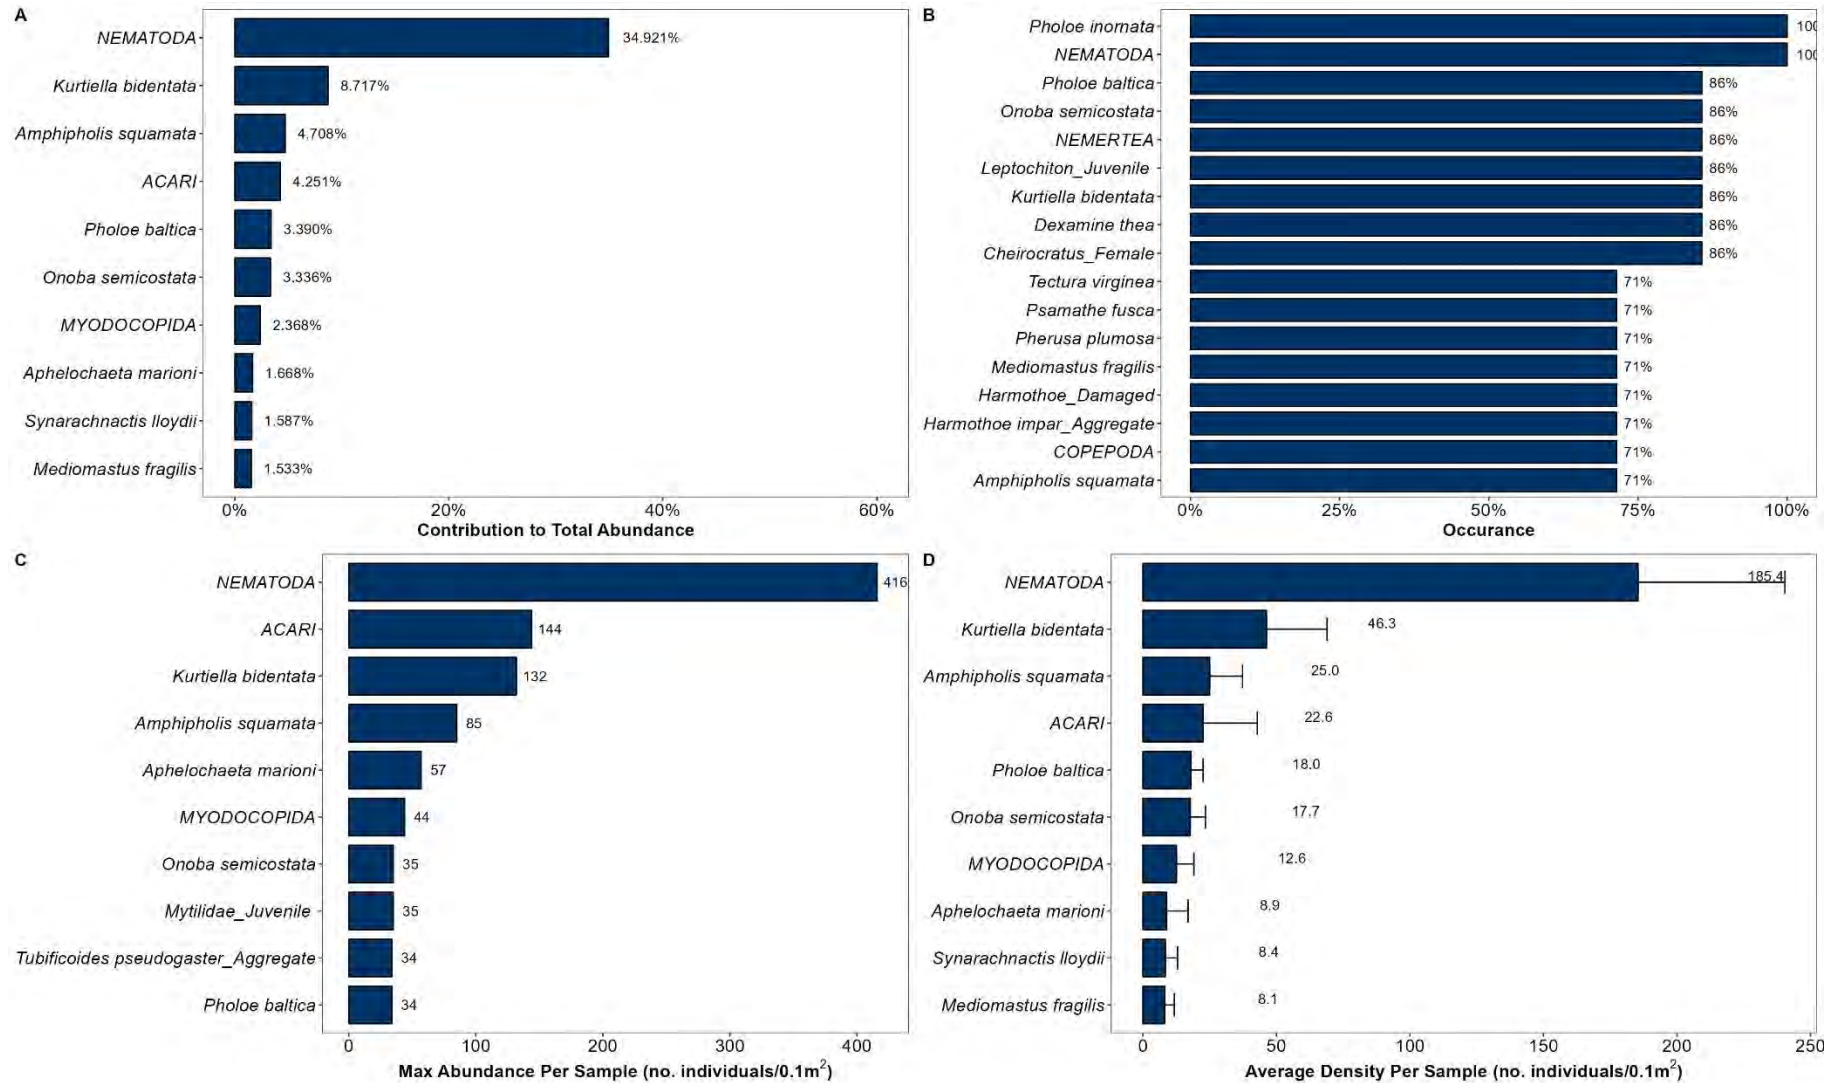 A
NEMATODA 34.921%
Kurtiella bidentata 8.717%
Amphipholis squamata 4.708%
ACARI 4.251%
Pholoe baltica 3.390%
Onoba semicostata 3.336%
MYODOCOPIDA 2.368%
Aphelochaeta marioni 1.668%
Synarachnactis lloydii 1.587%
Mediomastus fragilis 1.533%
0% 20% 40% 60%
Contribution to Total Abundance
B
Pholoe inornata 100
NEMATODA 100
Pholoe baltica 86%
Onoba semicostata 86%
NEMERTEA 86%
Leptochiton_Juvenile 86%
Kurtiella bidentata 86%
Dexamine thea 86%
Cheirocratus_Female 86%
Tectura virginea 71%
Psamathe fusca 71%
Pherusa plumosa 71%
Mediomastus fragilis 71%
Harmothoe_Damaged 71%
Harmothoe impar_Aggregate 71%
COPEPODA 71%
Amphipholis squamata 71%
0% 25% 50% 75% 100%
Occurance
C
NEMATODA 416
ACARI 144
Kurtiella bidentata 132
Amphipholis squamata 85
Aphelochaeta marioni 57
MYODOCOPIDA 44
Onoba semicostata 35
Mytilidae_Juvenile 35
Tubificoides pseudogaster_Aggregate 34
Pholoe baltica 34
0 100 200 300 400
Max Abundance Per Sample (no. individuals/0.1m²)
D
NEMATODA 185.4
Kurtiella bidentata 46.3
Amphipholis squamata 25.0
ACARI 22.6
Pholoe baltica 18.0
Onoba semicostata 17.7
MYODOCOPIDA 12.6
Aphelochaeta marioni 8.9
Synarachnactis lloydii 8.4
Mediomastus fragilis 8.1
0 50 100 150 200 250
Average Density Per Sample (no. individuals/0.1m²)